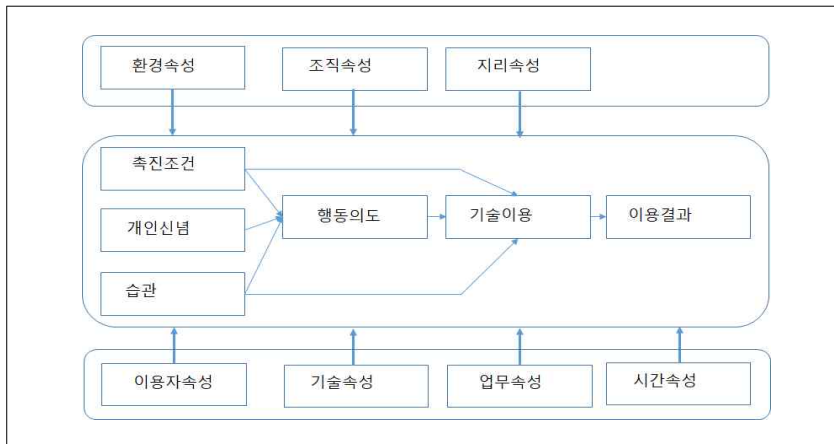 환경속성
조직속성
지리속성
촉진조건
개인신념
행동의도
기술이용
이용결과
습관
이용자속성
기술속성
업무속성
시간속성